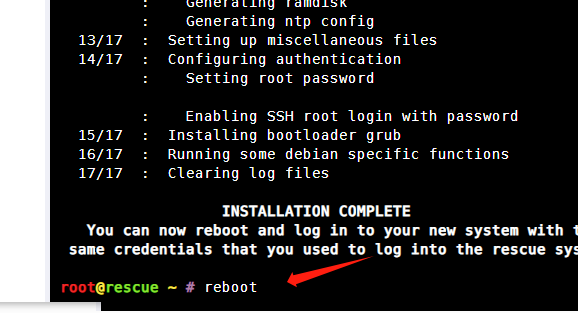 :    Generating ramdisk
:    Generating ntp config
13/17  :  Setting up miscellaneous files
14/17  :  Configuring authentication
:    Setting root password
:    Enabling SSH root login with password
15/17  :  Installing bootloader grub
16/17  :  Running some debian specific functions
17/17  :  Clearing log files
INSTALLATION COMPLETE
You can now reboot and log in to your new system with
same credentials that you used to log into the rescue
root@rescue ~ # reboot